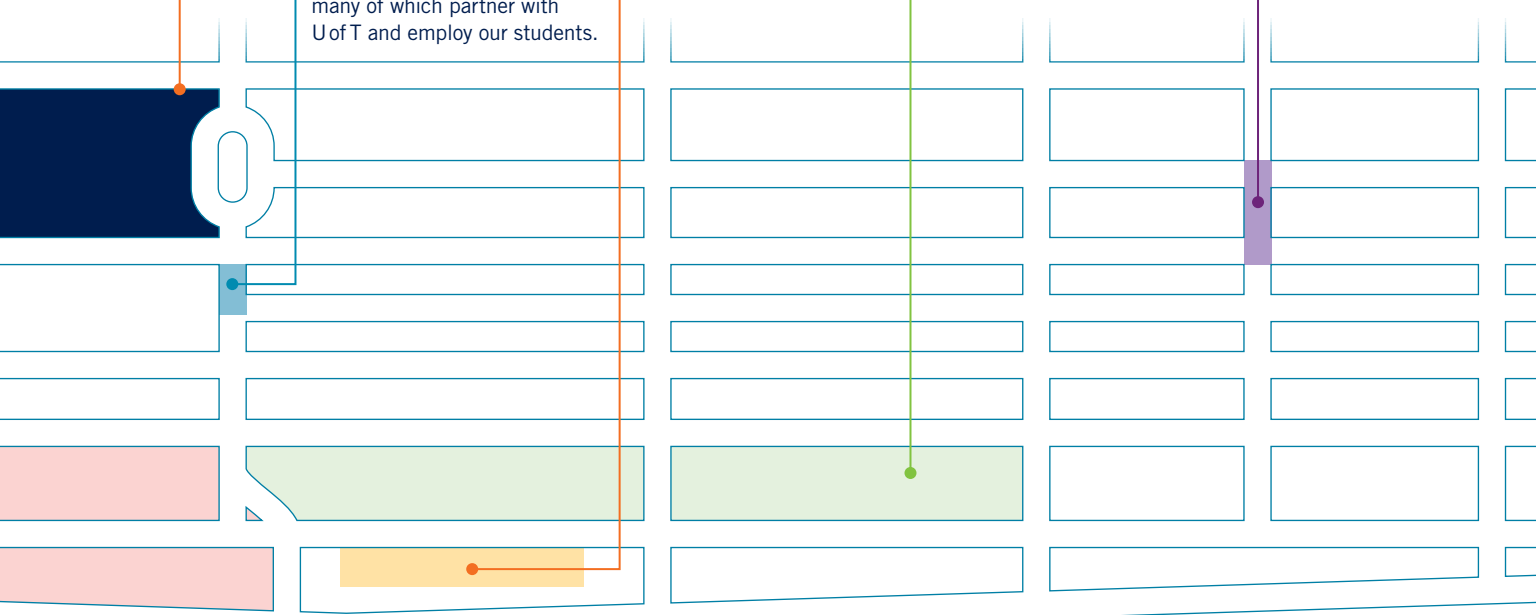 many of which partner with
U of T and employ our students.